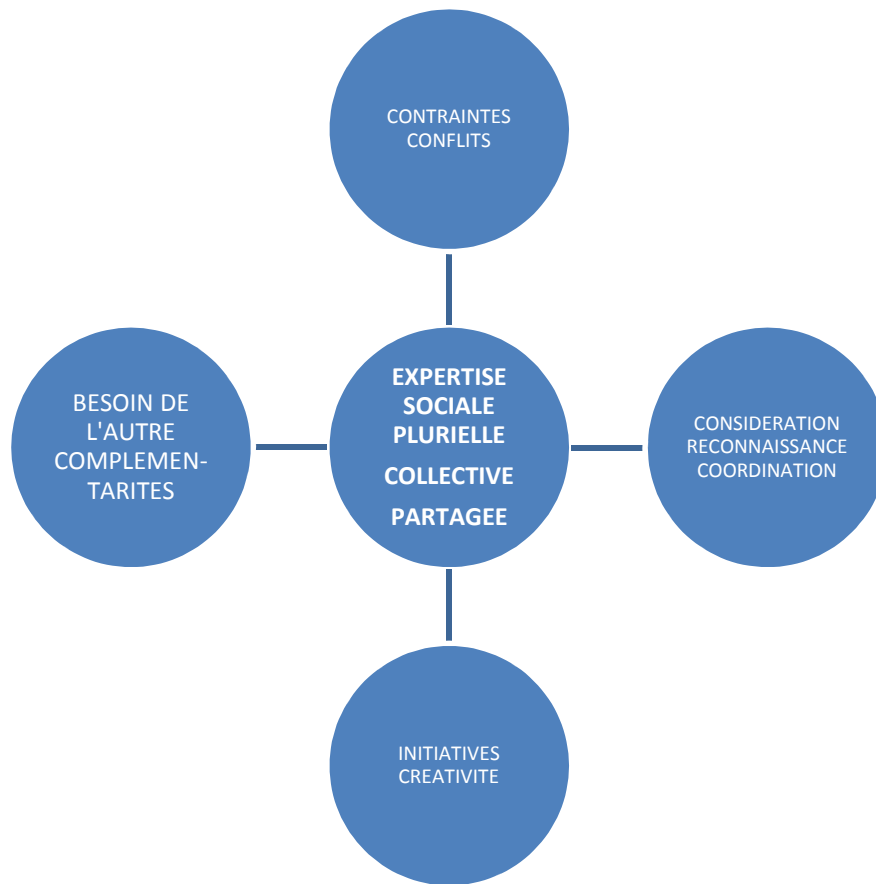 CONTRAINTES
CONFLITS
BESOIN DE
L'AUTRE
COMPLEMEN-
TARITES
EXPERTISE
SOCIALE
PLURIELLE
COLLECTIVE
PARTAGEE
CONSIDERATION
RECONNAISSANCE
COORDINATION
INITIATIVES
CREATIVITE